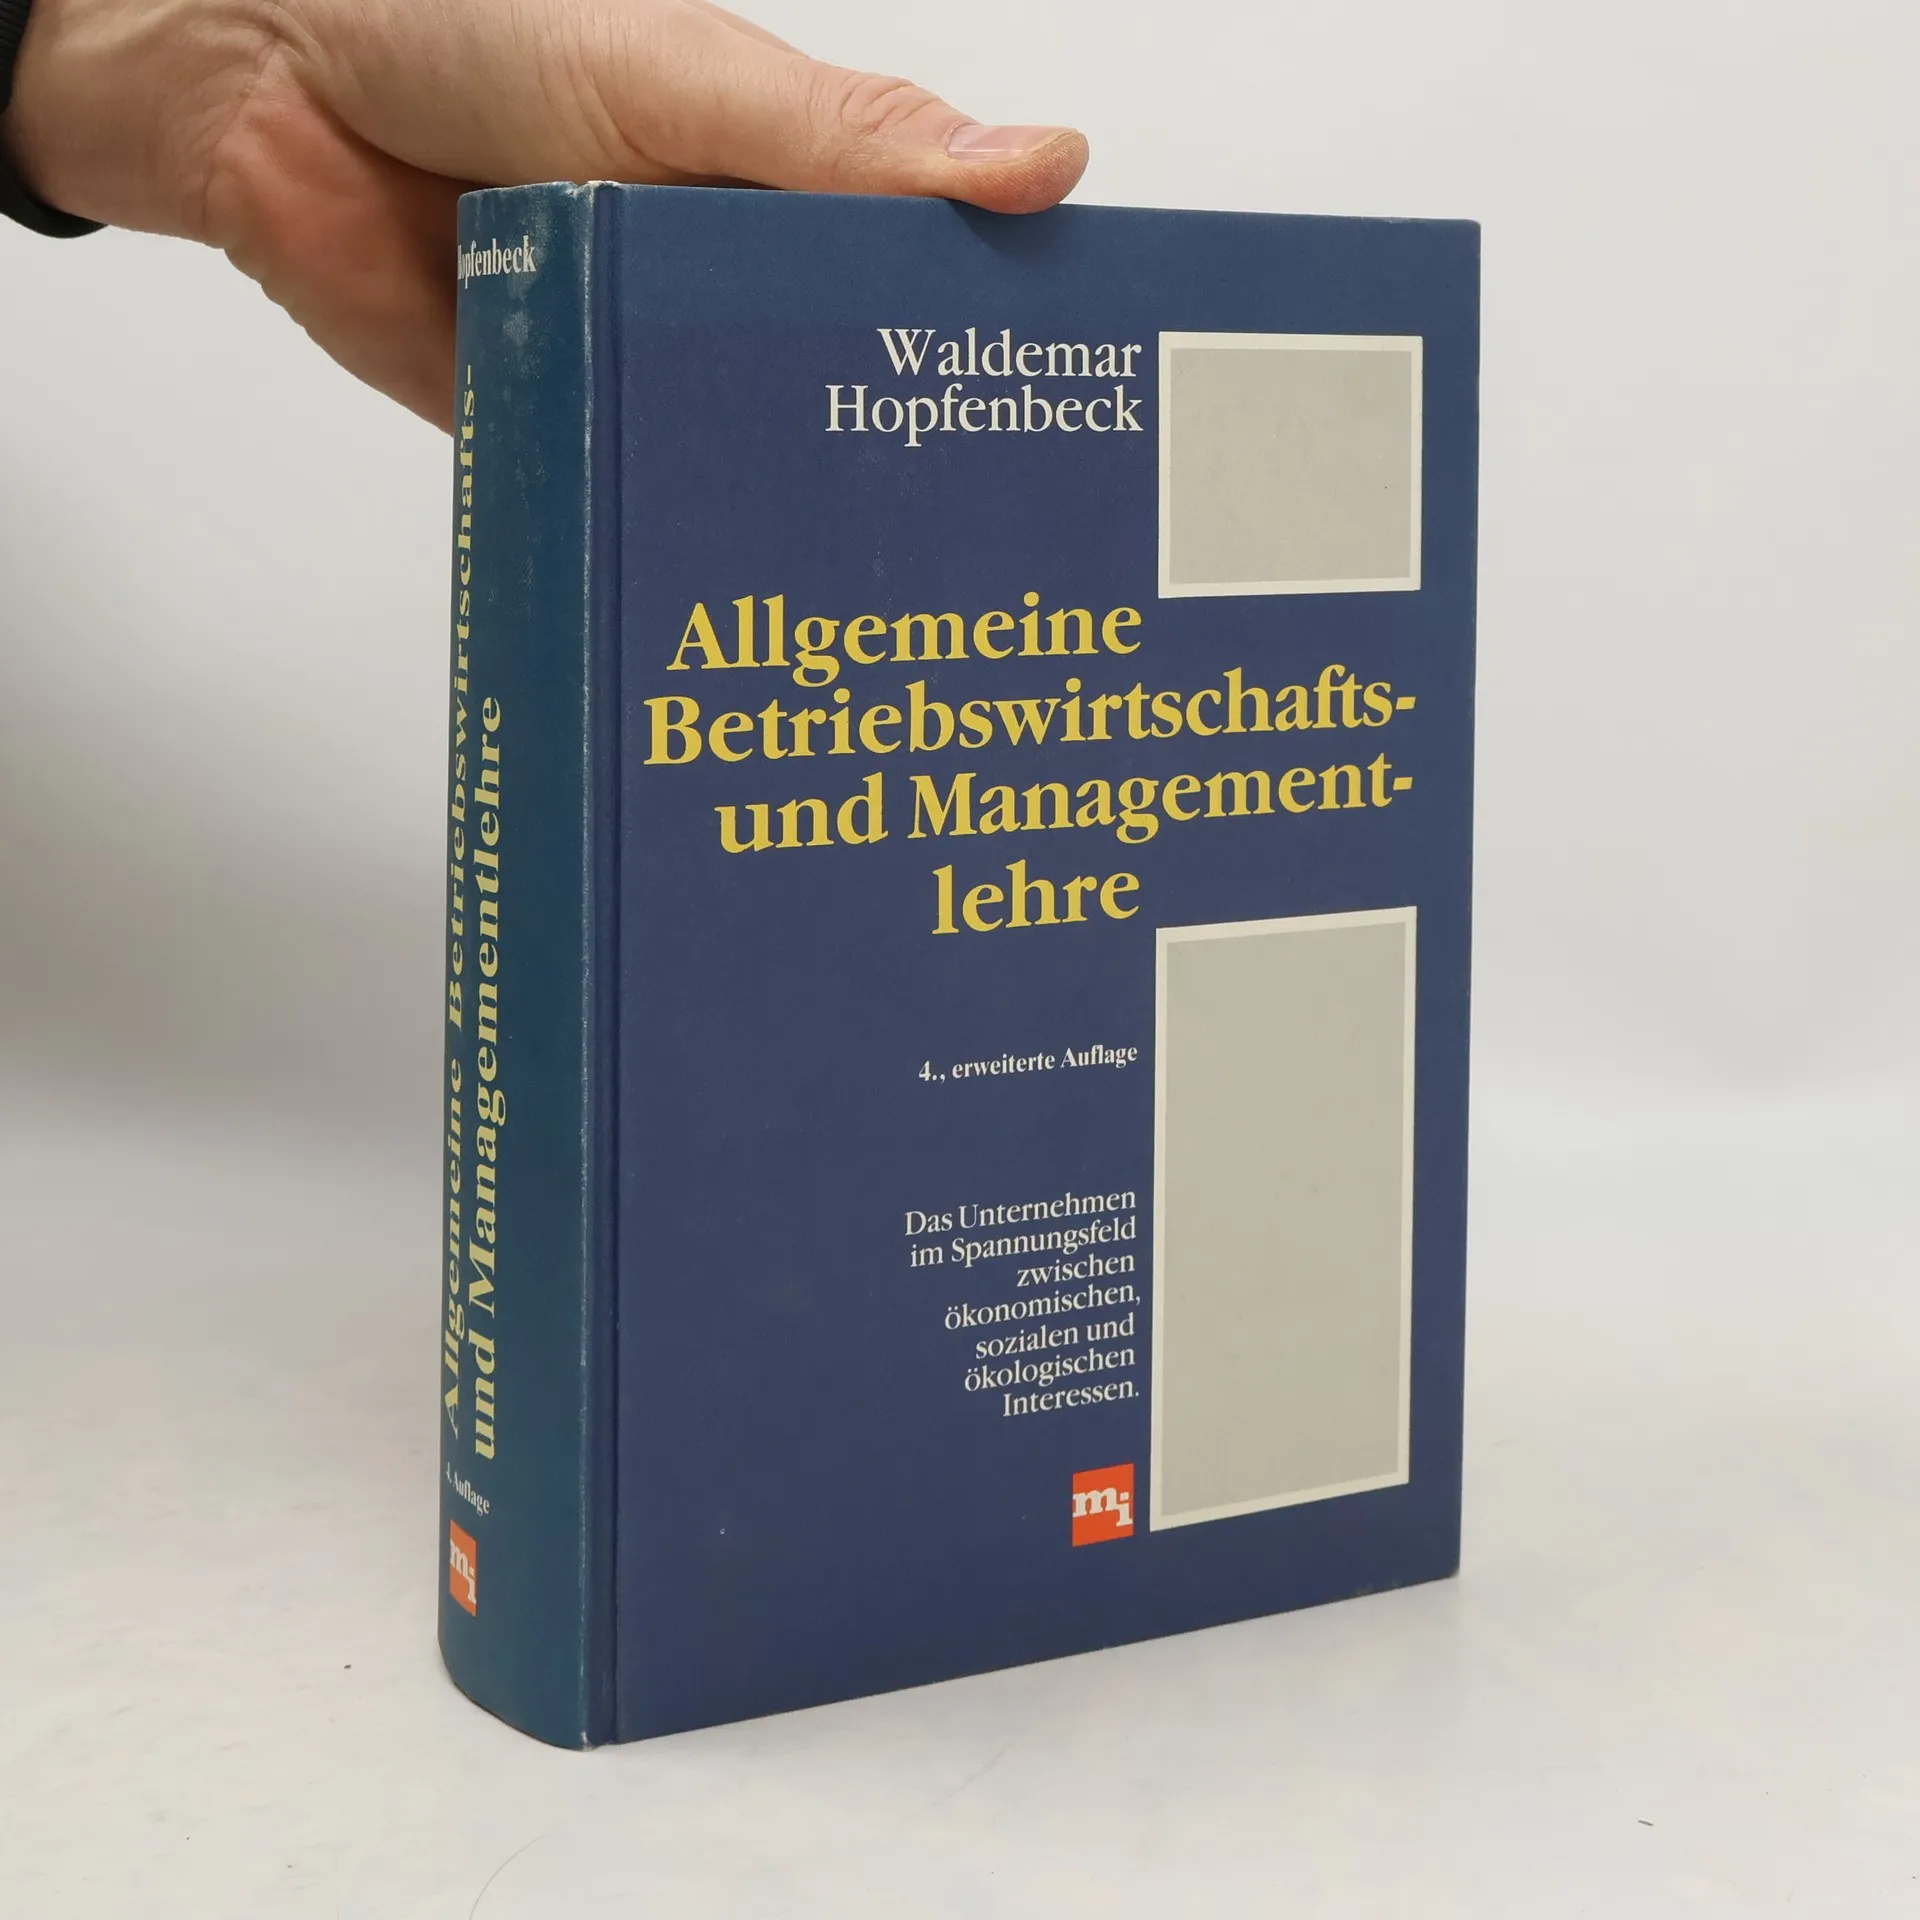 Hopfenbeck
Allgemeine Betriebswirtschafts-
und Managementlehre
4. Auflage
mi
Waldemar
Hopfenbeck
Allgemeine
Betriebswirtschafts-
und Management-
lehre
4., erweiterte Auflage
Das Unternehmen
im Spannungsfeld
zwischen
ökonomischen,
sozialen und
ökologischen
Interessen.
mi